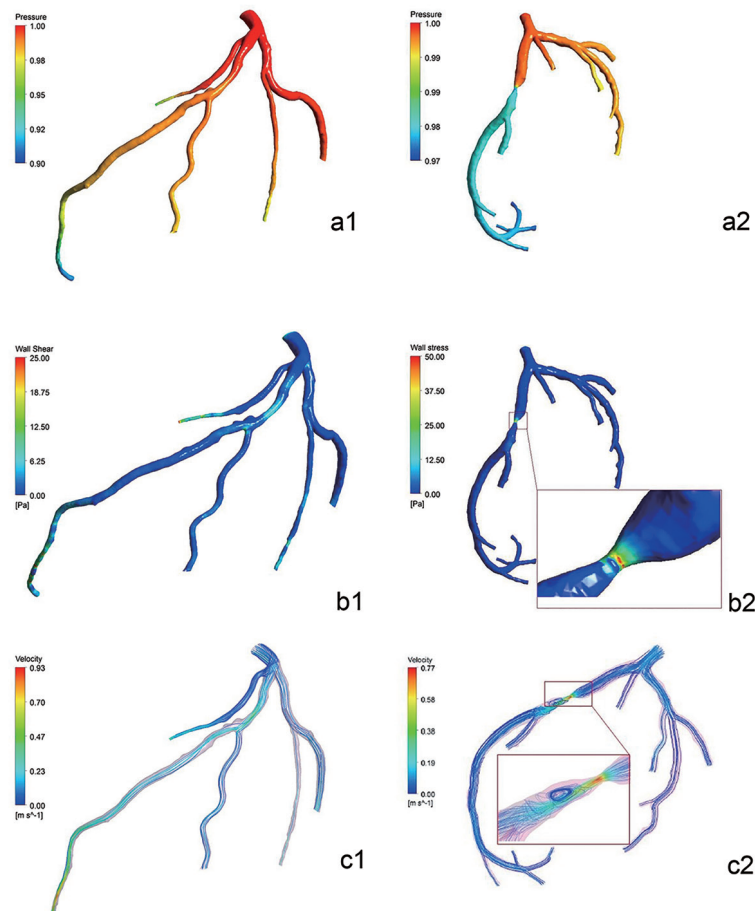 Pressure
1.00
0.98
0.95
0.92
0.90
a1
Pressure
1.00
0.99
0.99
0.98
0.97
a2
Wall Shear
25.00
18.75
12.50
6.25
0.00
[Pa]
b1
Wall stress
50.00
37.50
25.00
12.50
0.00
[Pa]
b2
Velocity
0.93
0.70
0.47
0.23
0.00
[m s^-1]
c1
Velocity
0.77
0.58
0.38
0.19
0.00
[m s^-1]
c2